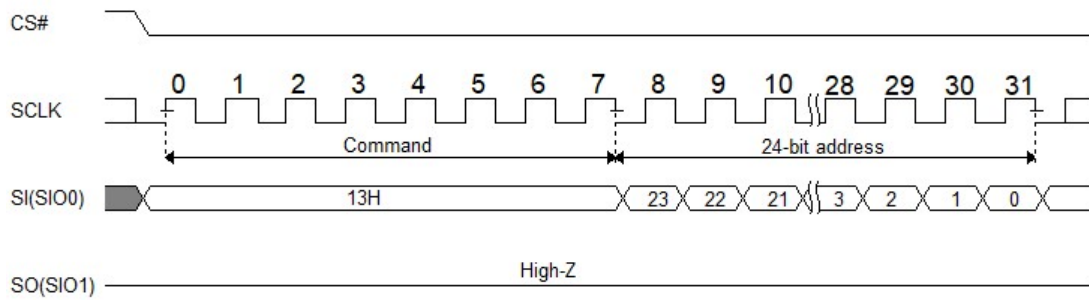 CS#
0 1 2 3 4 5 6 7 8 9 10 28 29 30 31
SCLK
Command 24-bit address
SI(SIO0) 13H 23 22 21 3 2 1 0
High-Z
SO(SIO1)